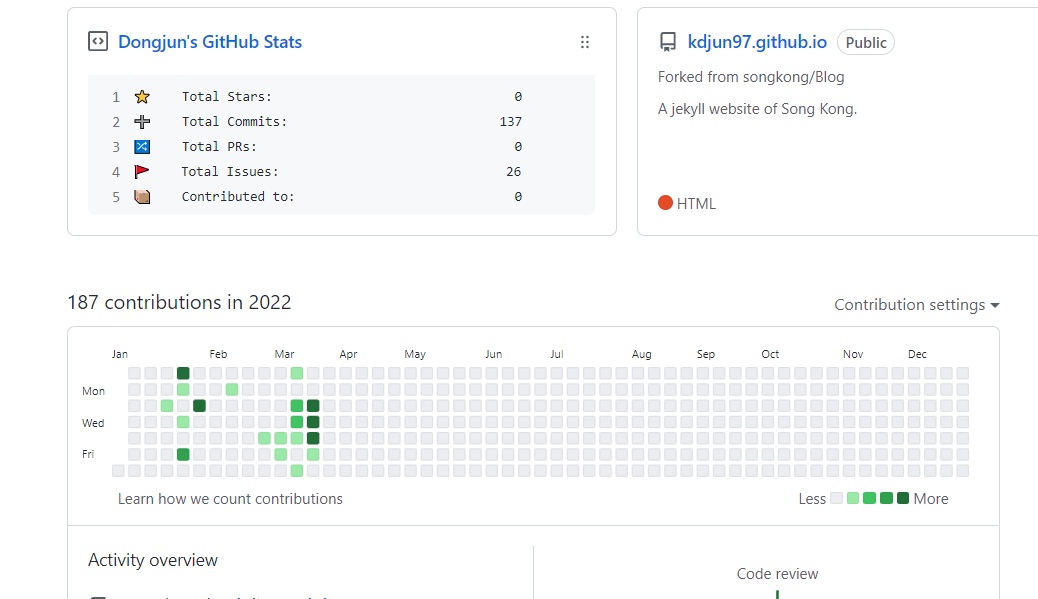 Dongjun's GitHub Stats
1 Total Stars: 0
2 Total Commits: 137
3 Total PRs: 0
4 Total Issues: 26
5 Contributed to: 0
kdjun97.github.io Public
Forked from songkong/Blog
A jekyll website of Song Kong.
HTML
187 contributions in 2022
Contribution settings
Jan Feb Mar Apr May Jun Jul Aug Sep Oct Nov Dec
Mon
Wed
Fri
Learn how we count contributions
Less More
Activity overview
Code review